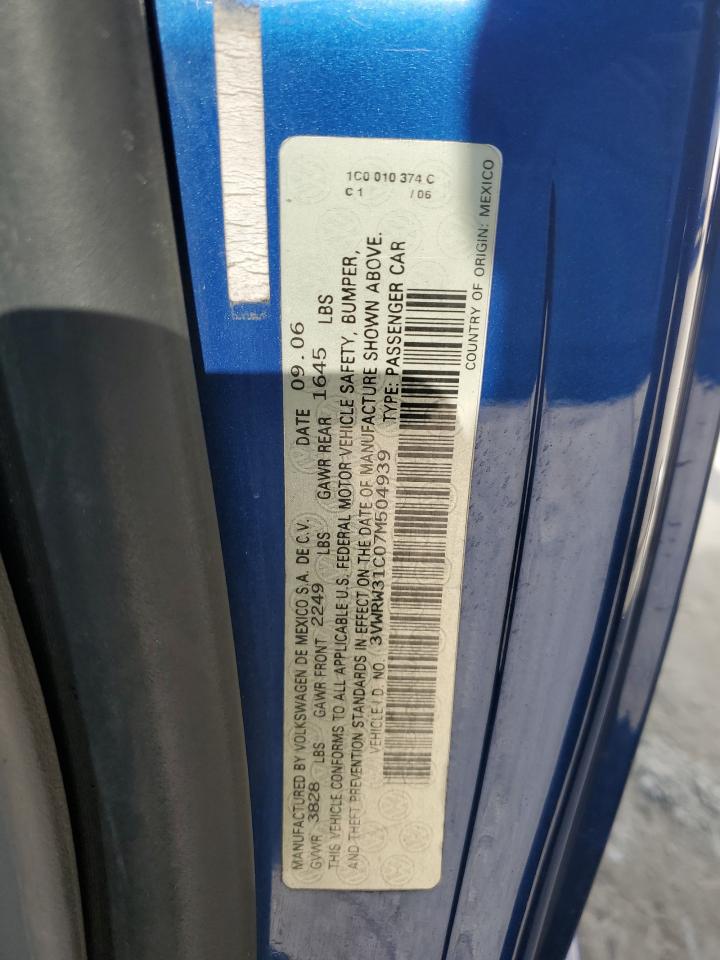 1C0 010 374 C
C 1 / 06
MANUFACTURED BY VOLKSWAGEN DE MEXICO S.A. DE C.V. DATE 09.06
GVWR 3828 LBS GAWR FRONT 2249 LBS GAWR REAR 1645 LBS
THIS VEHICLE CONFORMS TO ALL APPLICABLE U.S. FEDERAL MOTOR VEHICLE SAFETY, BUMPER,
AND THEFT PREVENTION STANDARDS IN EFFECT ON THE DATE OF MANUFACTURE SHOWN ABOVE.
VEHICLE I D. NO. 3VWRW31C07M504939 TYPE: PASSENGER CAR
COUNTRY OF ORIGIN: MEXICO